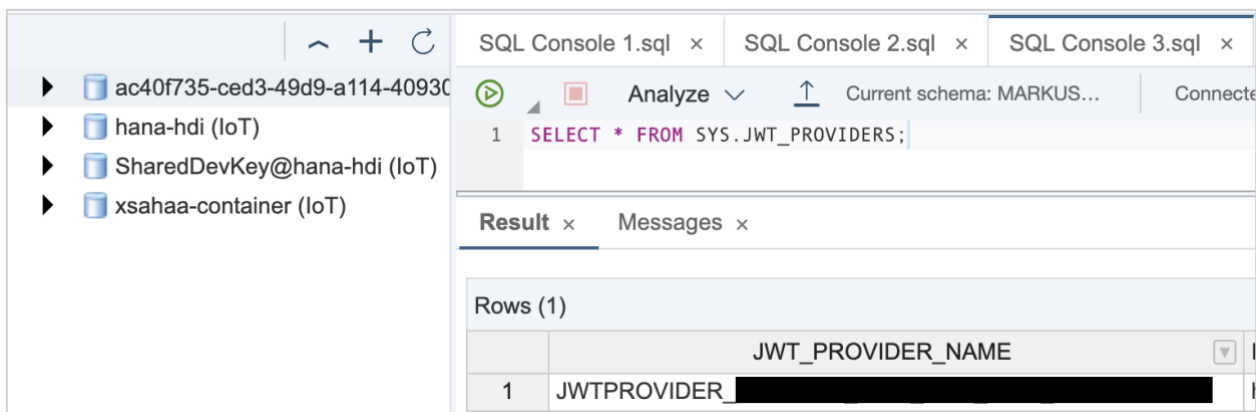 ac40f735-ced3-49d9-a114-40930
hana-hdi (IoT)
SharedDevKey@hana-hdi (IoT)
xsahaa-container (IoT)
SQL Console 1.sql × SQL Console 2.sql × SQL Console 3.sql ×
Analyze Current schema: MARKUS... Connecte
1 SELECT * FROM SYS.JWT_PROVIDERS;
Result × Messages ×
Rows (1)
JWT_PROVIDER_NAME
1 JWTPROVIDER_